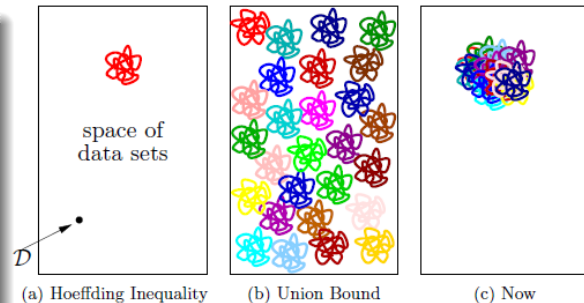 space of
data sets
D
(a) Hoeffding Inequality
(b) Union Bound
(c) Now